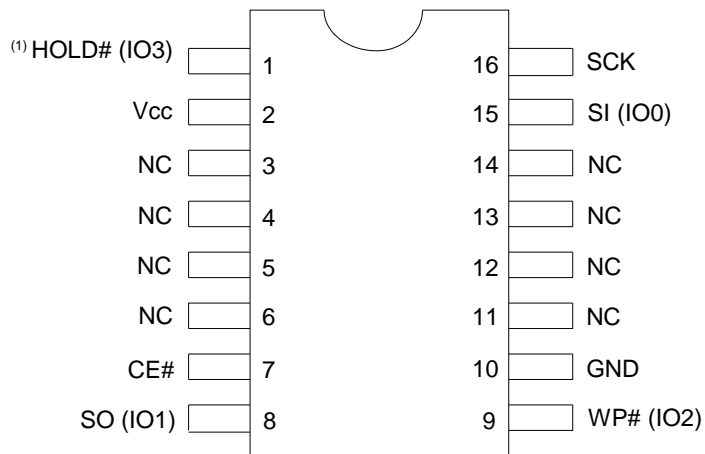 (1) HOLD# (IO3) 1 16 SCK
Vcc 2 15 SI (IO0)
NC 3 14 NC
NC 4 13 NC
NC 5 12 NC
NC 6 11 NC
CE# 7 10 GND
SO (IO1) 8 9 WP# (IO2)